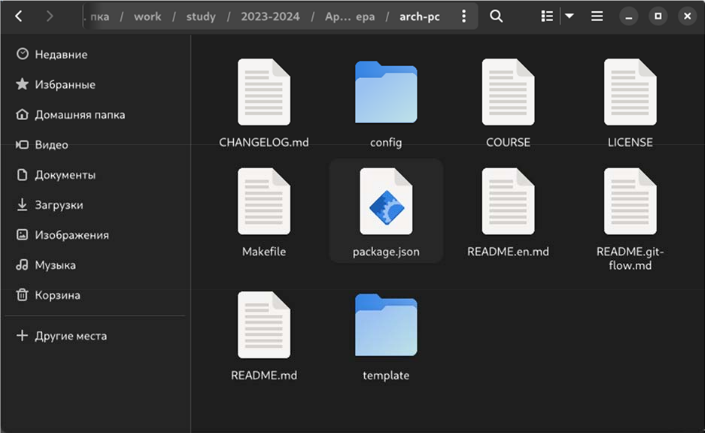 . пка / work / study / 2023-2024 / Ap... ера / arch-pc
Недавние
Избранные
Домашняя папка
Видео
Документы
Загрузки
Изображения
Музыка
Корзина
Другие места
CHANGELOG.md config COURSE LICENSE
Makefile package.json README.en.md README.git-
flow.md
README.md template